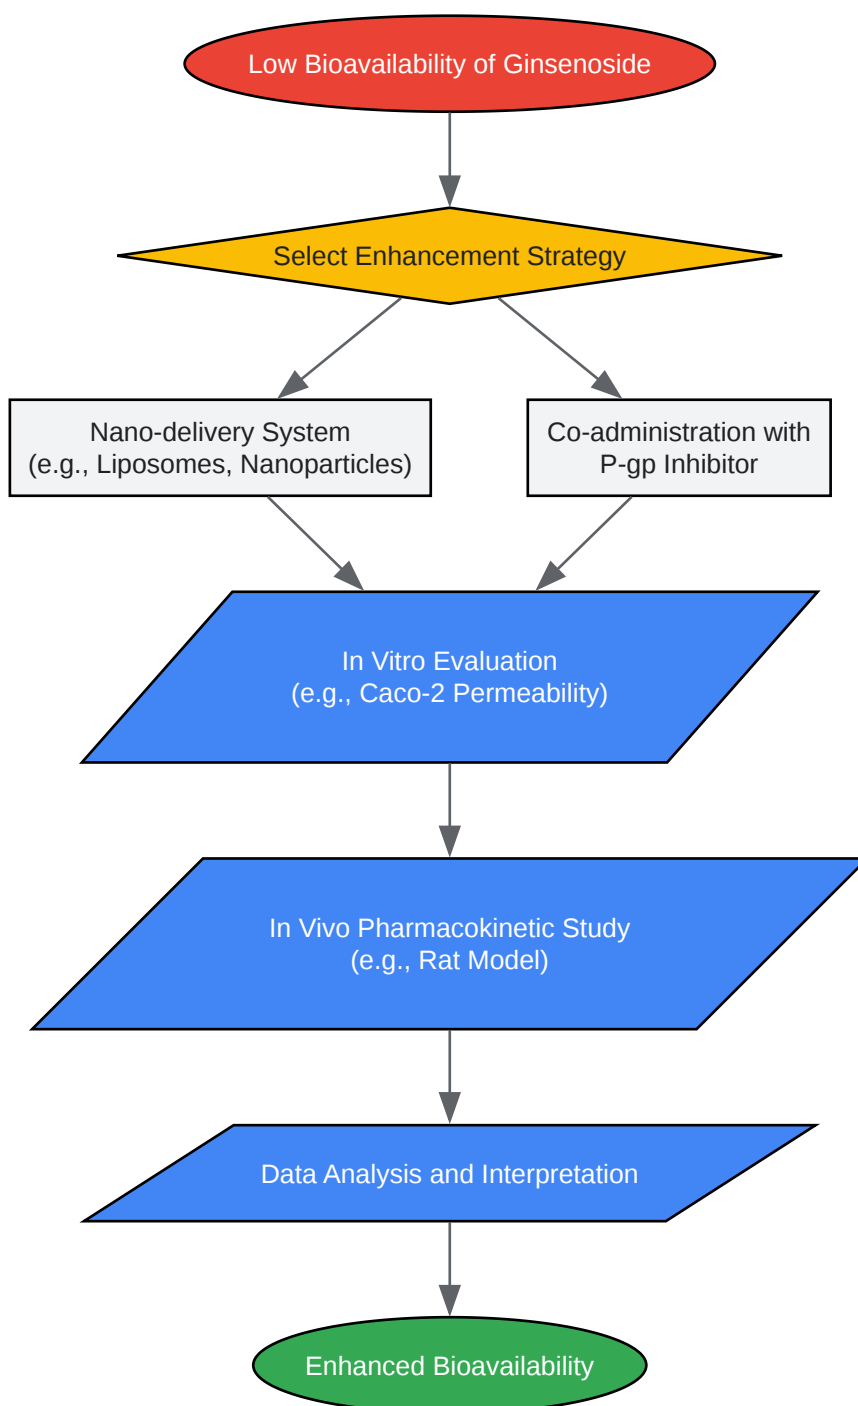 Low Bioavailability of Ginsenoside
Select Enhancement Strategy
Nano-delivery System
(e.g., Liposomes, Nanoparticles)
Co-administration with
P-gp Inhibitor
In Vitro Evaluation
(e.g., Caco-2 Permeability)
In Vivo Pharmacokinetic Study
(e.g., Rat Model)
Data Analysis and Interpretation
Enhanced Bioavailability